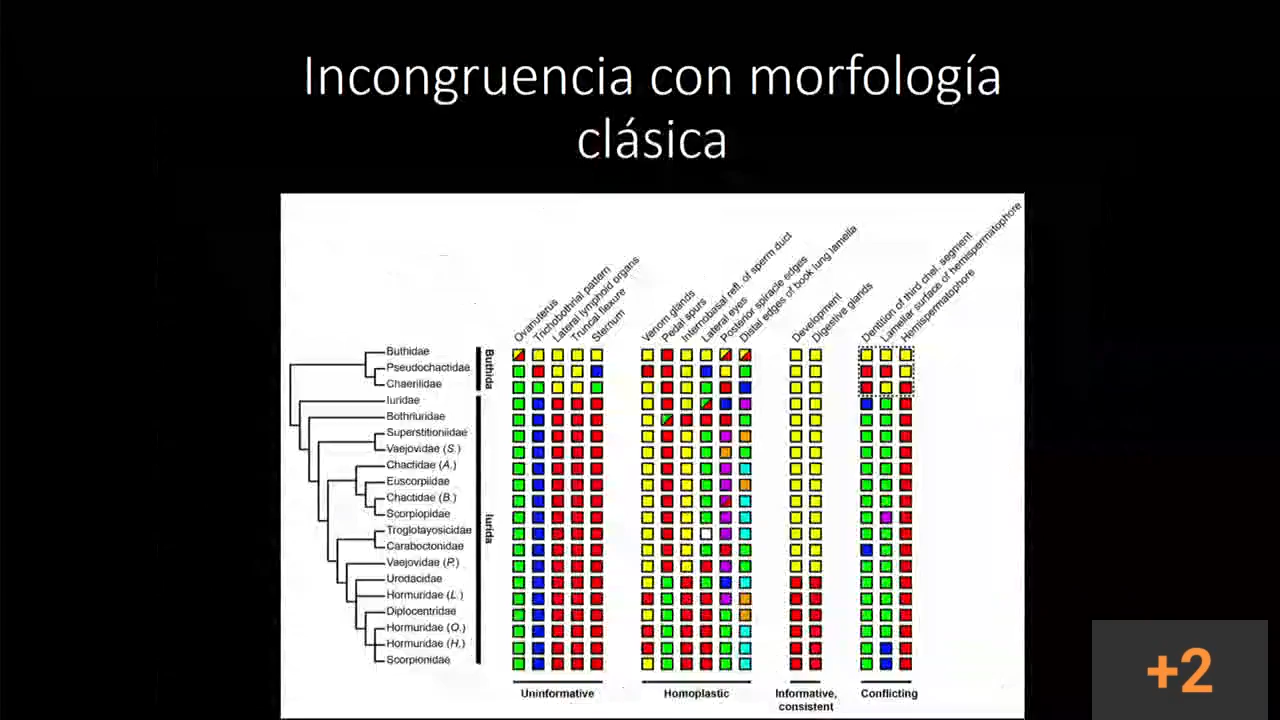 Incongruencia con morfología
clásica
Ovariuterus
Trichobothrial pattern
Lateral lymphoid organs
Truncal flexure
Sternum
Venom glands
Pedal spurs
Internobasal refl. of sperm duct
Lateral eyes
Posterior spiracle edges
Distal edges of book lung lamella
Development
Digestive glands
Dentition of third chel. segment
Lamellar surface of hemispermatophore
Hemispermatophore
Buthidae
Pseudochactidae
Chaerilidae
Iuridae
Bothriuridae
Superstitioniidae
Vaejovidae (S.)
Chactidae (A.)
Euscorpiidae
Chactidae (B.)
Scorpiopidae
Troglotayosicidae
Caraboctonidae
Vaejovidae (P.)
Urodacidae
Hormuridae (L.)
Diplocentridae
Hormuridae (O.)
Hormuridae (H.)
Scorpionidae
Buthida
Iurida
Uninformative
Homoplastic
Informative,
consistent
Conflicting
+2